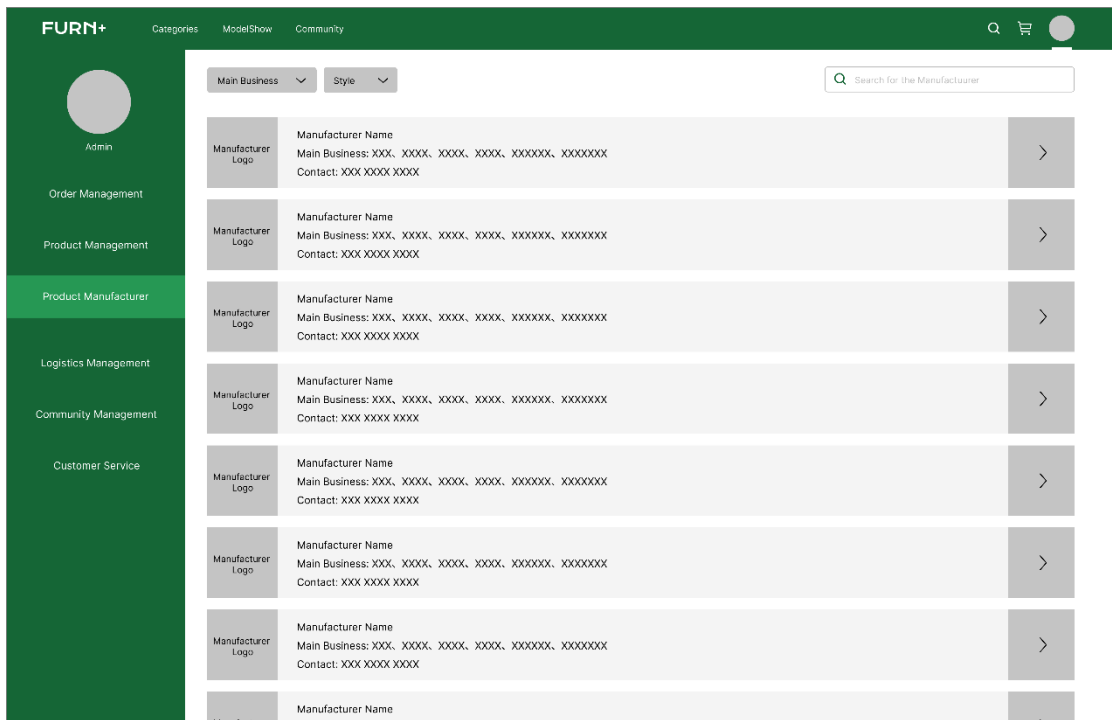 FURN+
Categories
ModelShow
Community
Admin
Order Management
Product Management
Product Manufacturer
Logistics Management
Community Management
Customer Service
Main Business
Style
Search for the Manufactuurer
Manufacturer
Logo
Manufacturer Name
Main Business: XXX、XXXX、XXXX、XXXX、XXXXXX、XXXXXXX
Contact: XXX XXXX XXXX
Manufacturer
Logo
Manufacturer Name
Main Business: XXX、XXXX、XXXX、XXXX、XXXXXX、XXXXXXX
Contact: XXX XXXX XXXX
Manufacturer
Logo
Manufacturer Name
Main Business: XXX、XXXX、XXXX、XXXX、XXXXXX、XXXXXXX
Contact: XXX XXXX XXXX
Manufacturer
Logo
Manufacturer Name
Main Business: XXX、XXXX、XXXX、XXXX、XXXXXX、XXXXXXX
Contact: XXX XXXX XXXX
Manufacturer
Logo
Manufacturer Name
Main Business: XXX、XXXX、XXXX、XXXX、XXXXXX、XXXXXXX
Contact: XXX XXXX XXXX
Manufacturer
Logo
Manufacturer Name
Main Business: XXX、XXXX、XXXX、XXXX、XXXXXX、XXXXXXX
Contact: XXX XXXX XXXX
Manufacturer
Logo
Manufacturer Name
Main Business: XXX、XXXX、XXXX、XXXX、XXXXXX、XXXXXXX
Contact: XXX XXXX XXXX
Manufacturer Name